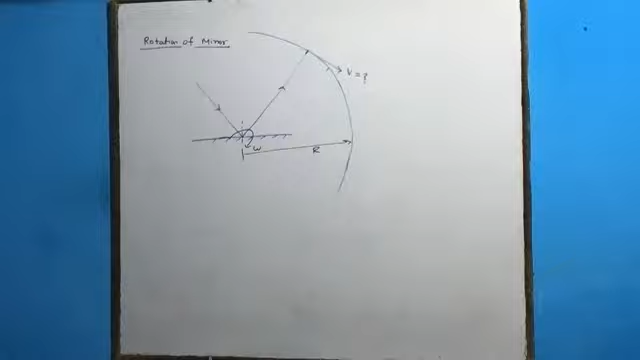 Rotation of Mirror
V = ?
ω
R